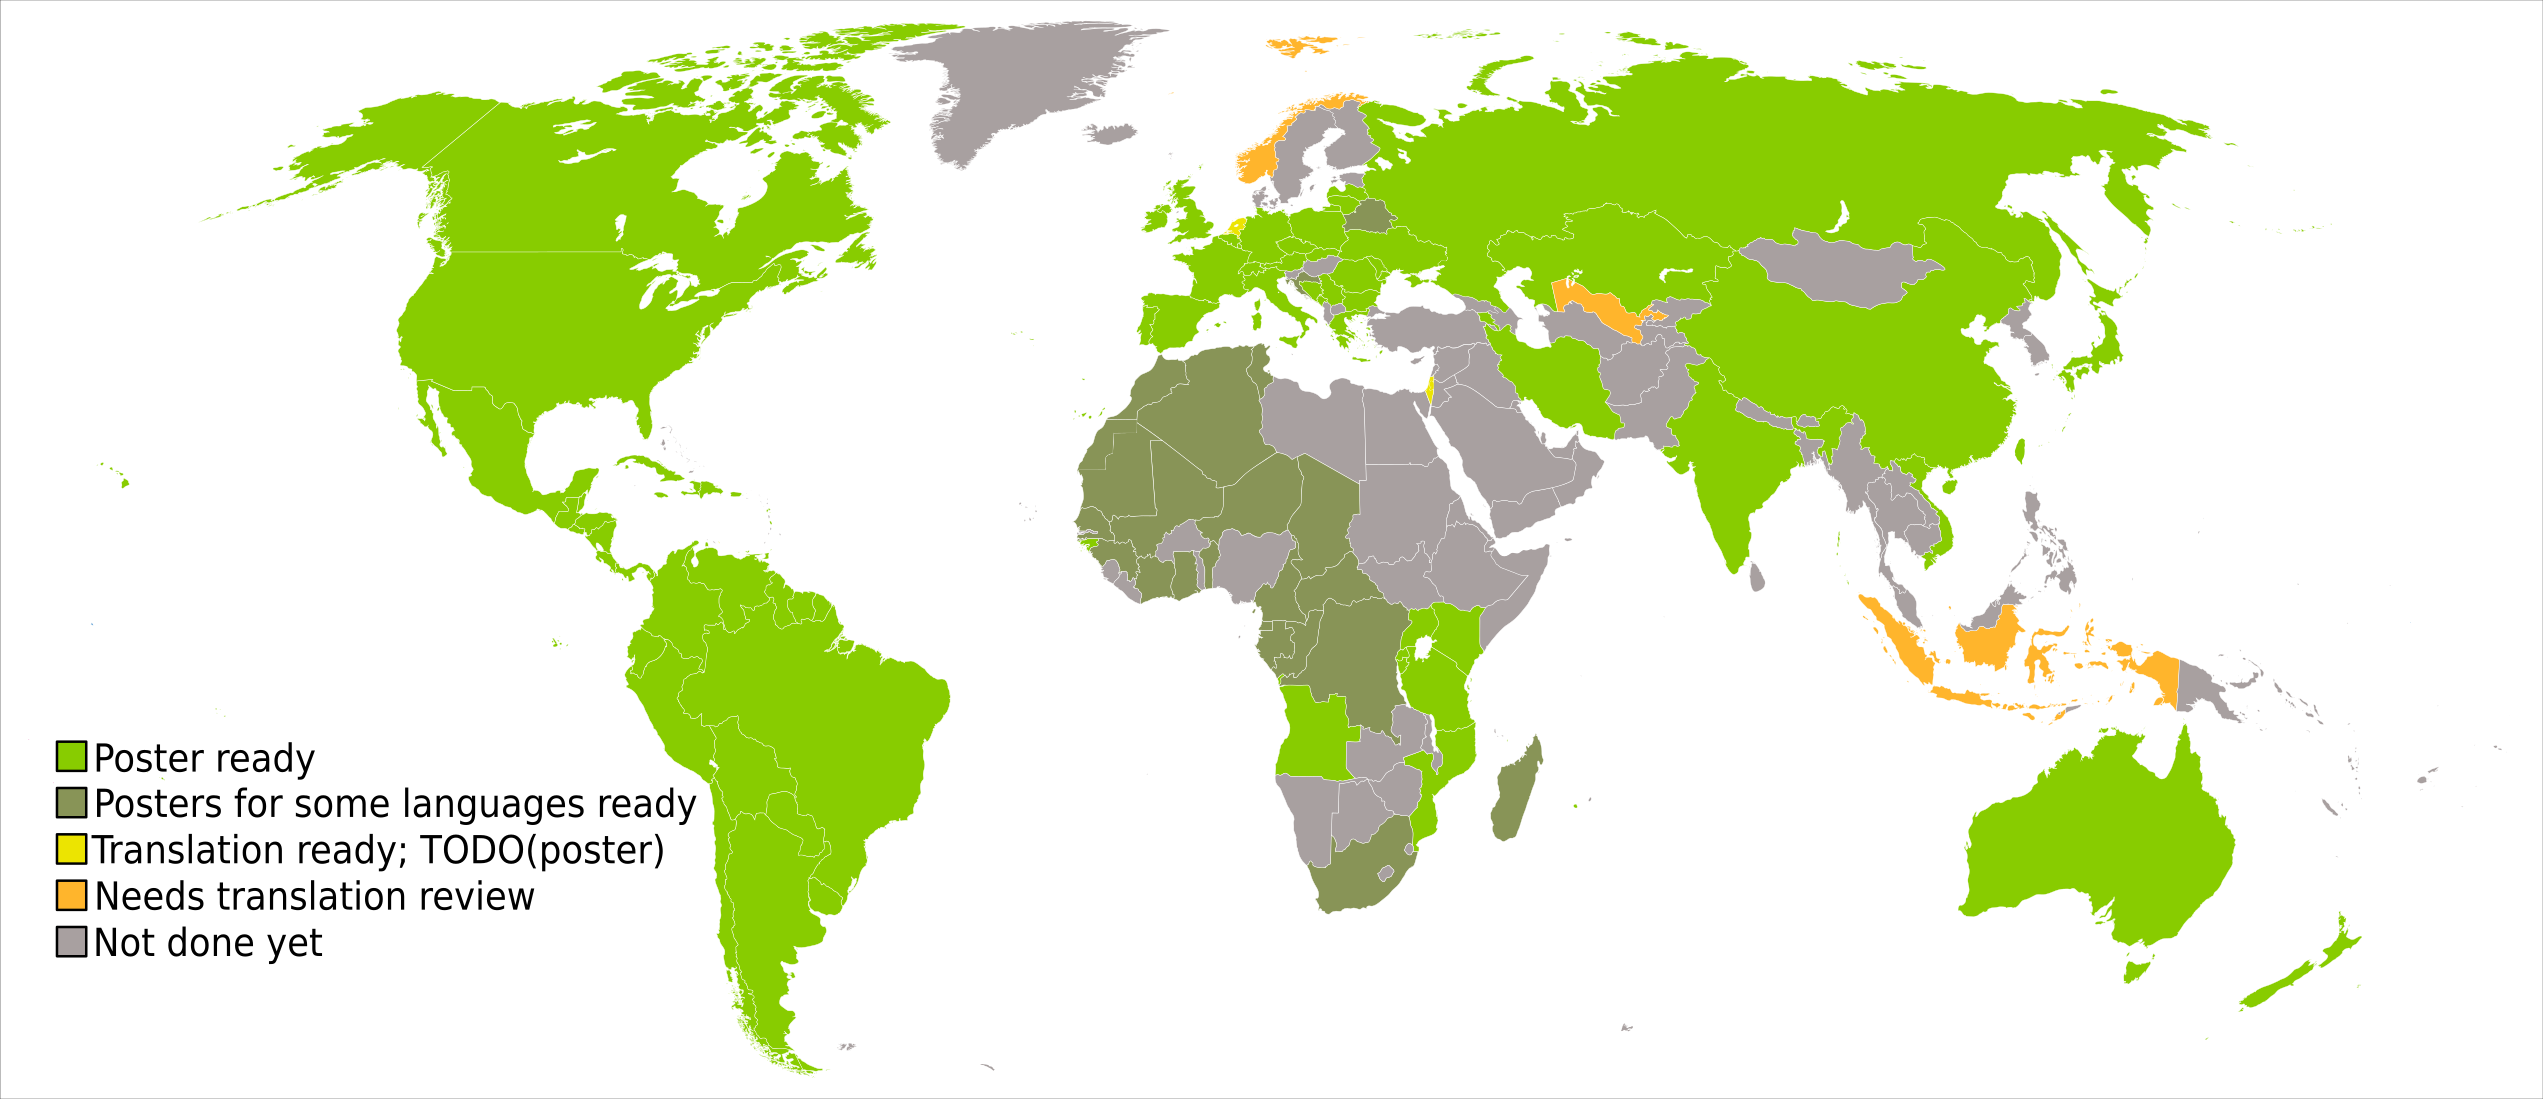 Poster ready
Posters for some languages ready
Translation ready; TODO(poster)
Needs translation review
Not done yet